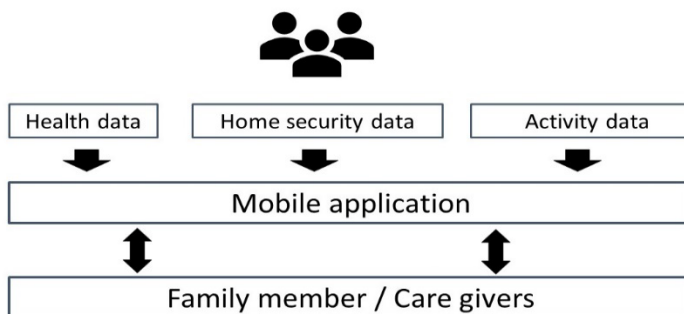 Health data
Home security data
Activity data
Mobile application
Family member / Care givers